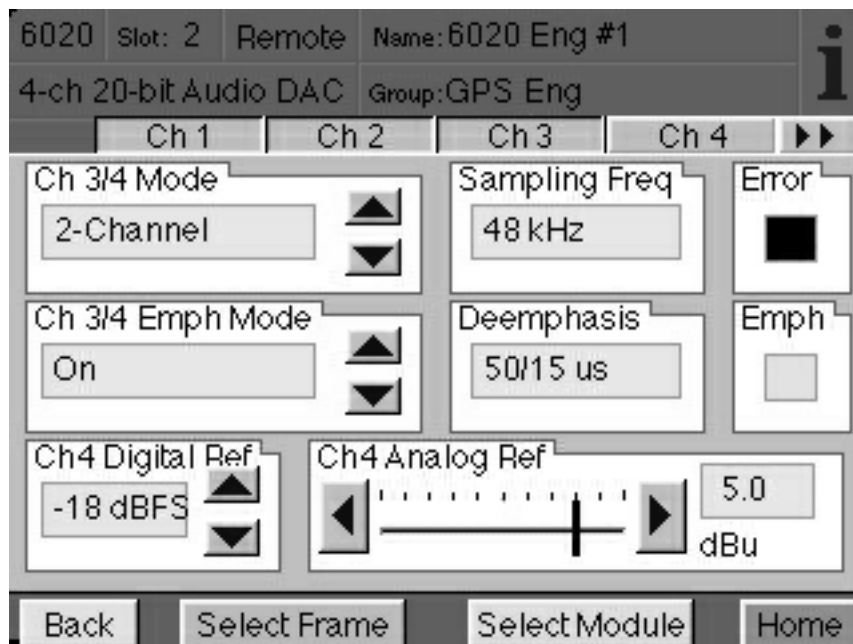 6020 Slot: 2 Remote Name: 6020 Eng #1
4-ch 20-bit Audio DAC Group: GPS Eng
i
Ch 1 Ch 2 Ch 3 Ch 4
Ch 3/4 Mode Sampling Freq Error
2-Channel 48 kHz
Ch 3/4 Emph Mode Deemphasis Emph
On 50/15 us
Ch4 Digital Ref Ch4 Analog Ref
-18 dBFS 5.0
dBu
Back Select Frame Select Module Home